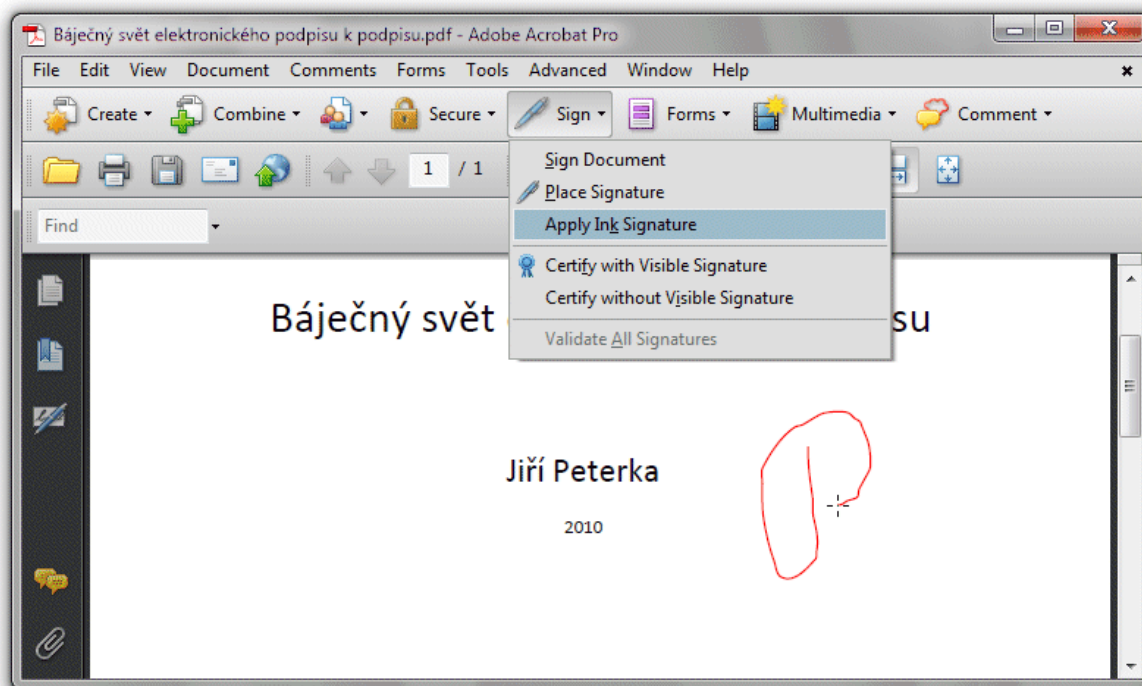 Báječný svět elektronického podpisu k podpisu.pdf - Adobe Acrobat Pro
File Edit View Document Comments Forms Tools Advanced Window Help
Create Combine Secure Sign Forms Multimedia Comment
1 / 1
Sign Document
Place Signature
Find
Apply Ink Signature
Certify with Visible Signature
Certify without Visible Signature
Validate All Signatures
Báječný svět su
Jiří Peterka
2010